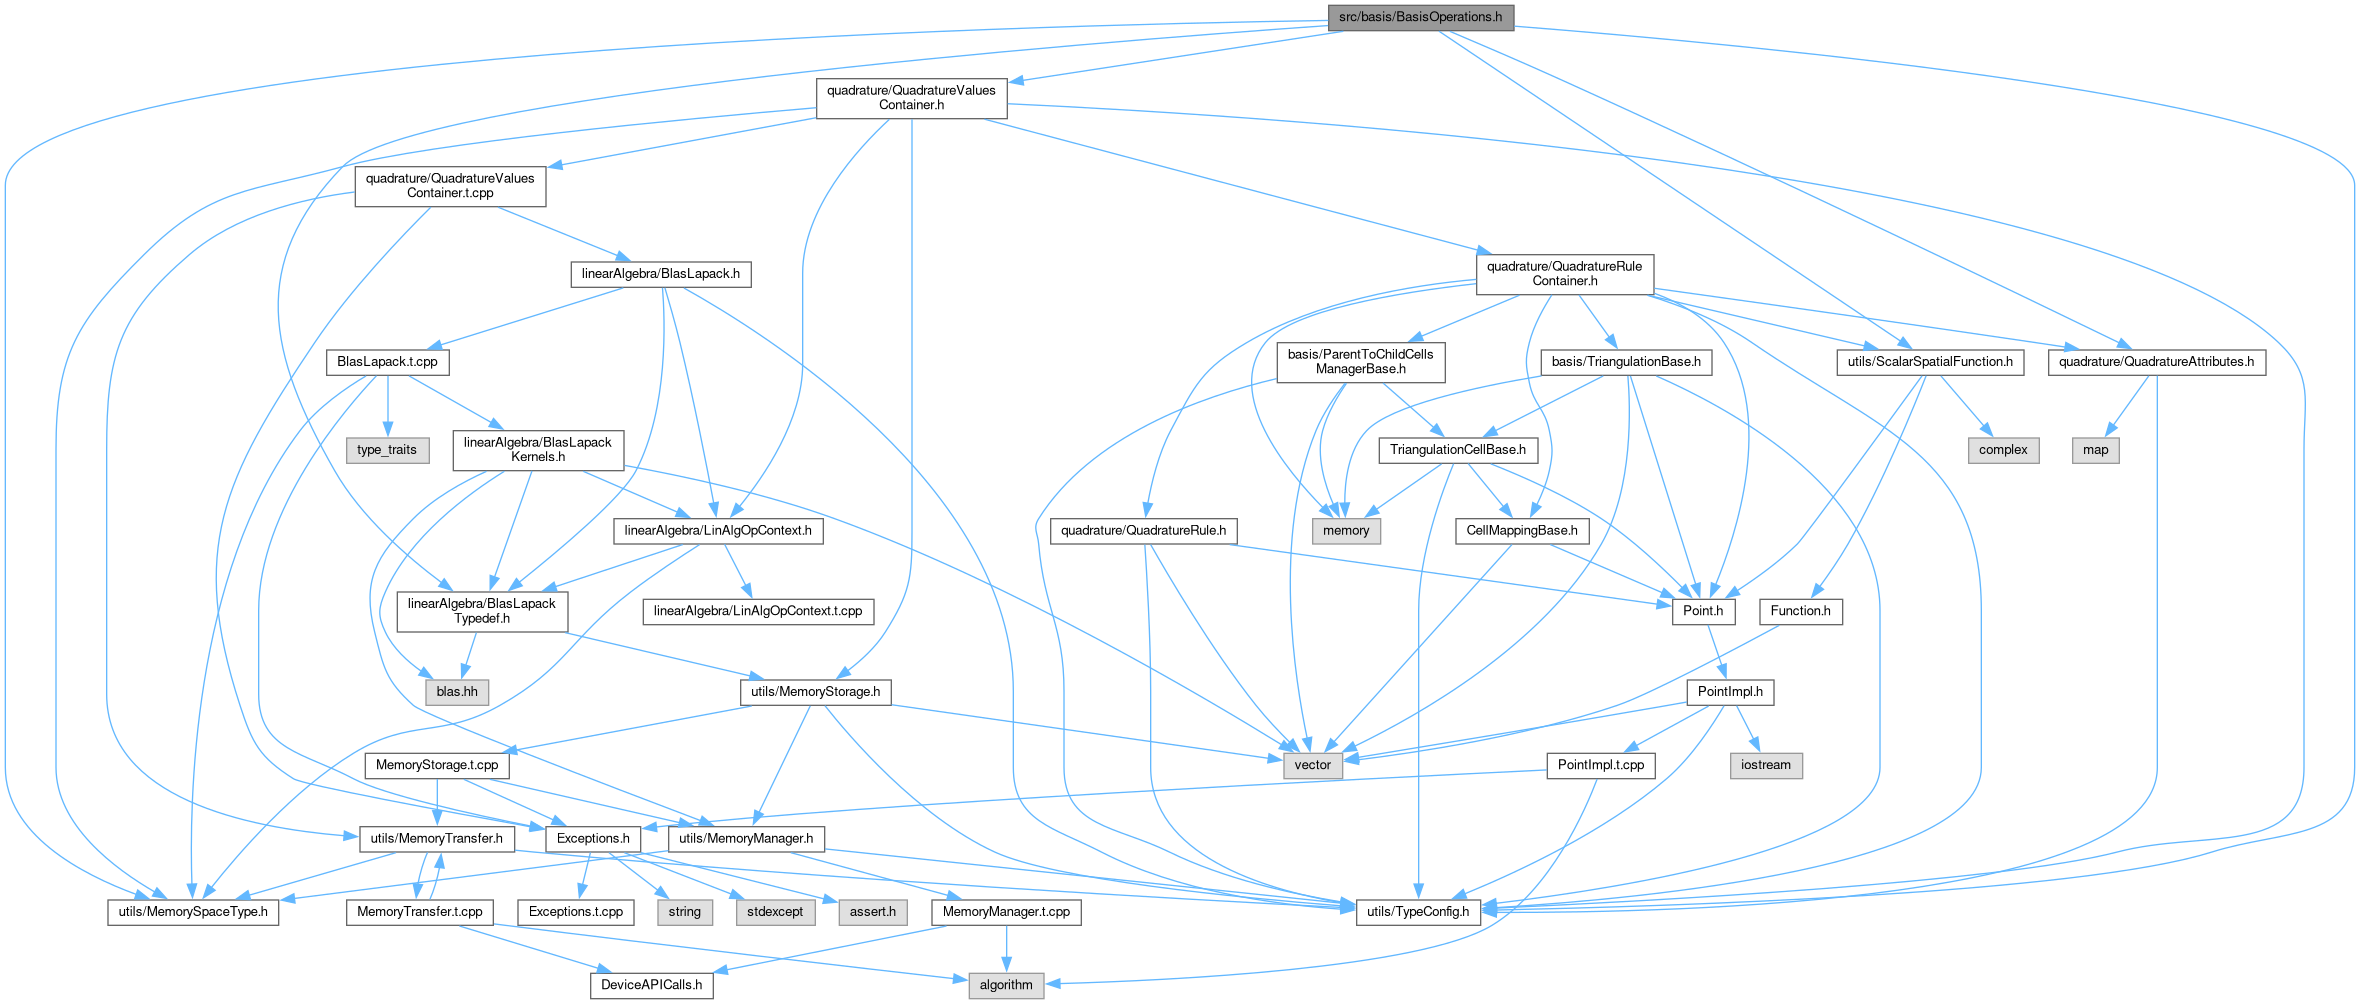 src/basis/BasisOperations.h
quadrature/QuadratureValues
Container.h
quadrature/QuadratureValues
Container.t.cpp
linearAlgebra/BlasLapack.h
quadrature/QuadratureRule
Container.h
BlasLapack.t.cpp
basis/ParentToChildCells
ManagerBase.h
basis/TriangulationBase.h
utils/ScalarSpatialFunction.h
quadrature/QuadratureAttributes.h
type_traits
linearAlgebra/BlasLapack
Kernels.h
TriangulationCellBase.h
complex
map
linearAlgebra/LinAlgOpContext.h
quadrature/QuadratureRule.h
memory
CellMappingBase.h
linearAlgebra/BlasLapack
Typedef.h
linearAlgebra/LinAlgOpContext.t.cpp
Point.h
Function.h
blas.hh
utils/MemoryStorage.h
PointImpl.h
MemoryStorage.t.cpp
vector
PointImpl.t.cpp
iostream
utils/MemoryTransfer.h
Exceptions.h
utils/MemoryManager.h
utils/MemorySpaceType.h
MemoryTransfer.t.cpp
Exceptions.t.cpp
string
stdexcept
assert.h
MemoryManager.t.cpp
utils/TypeConfig.h
DeviceAPICalls.h
algorithm